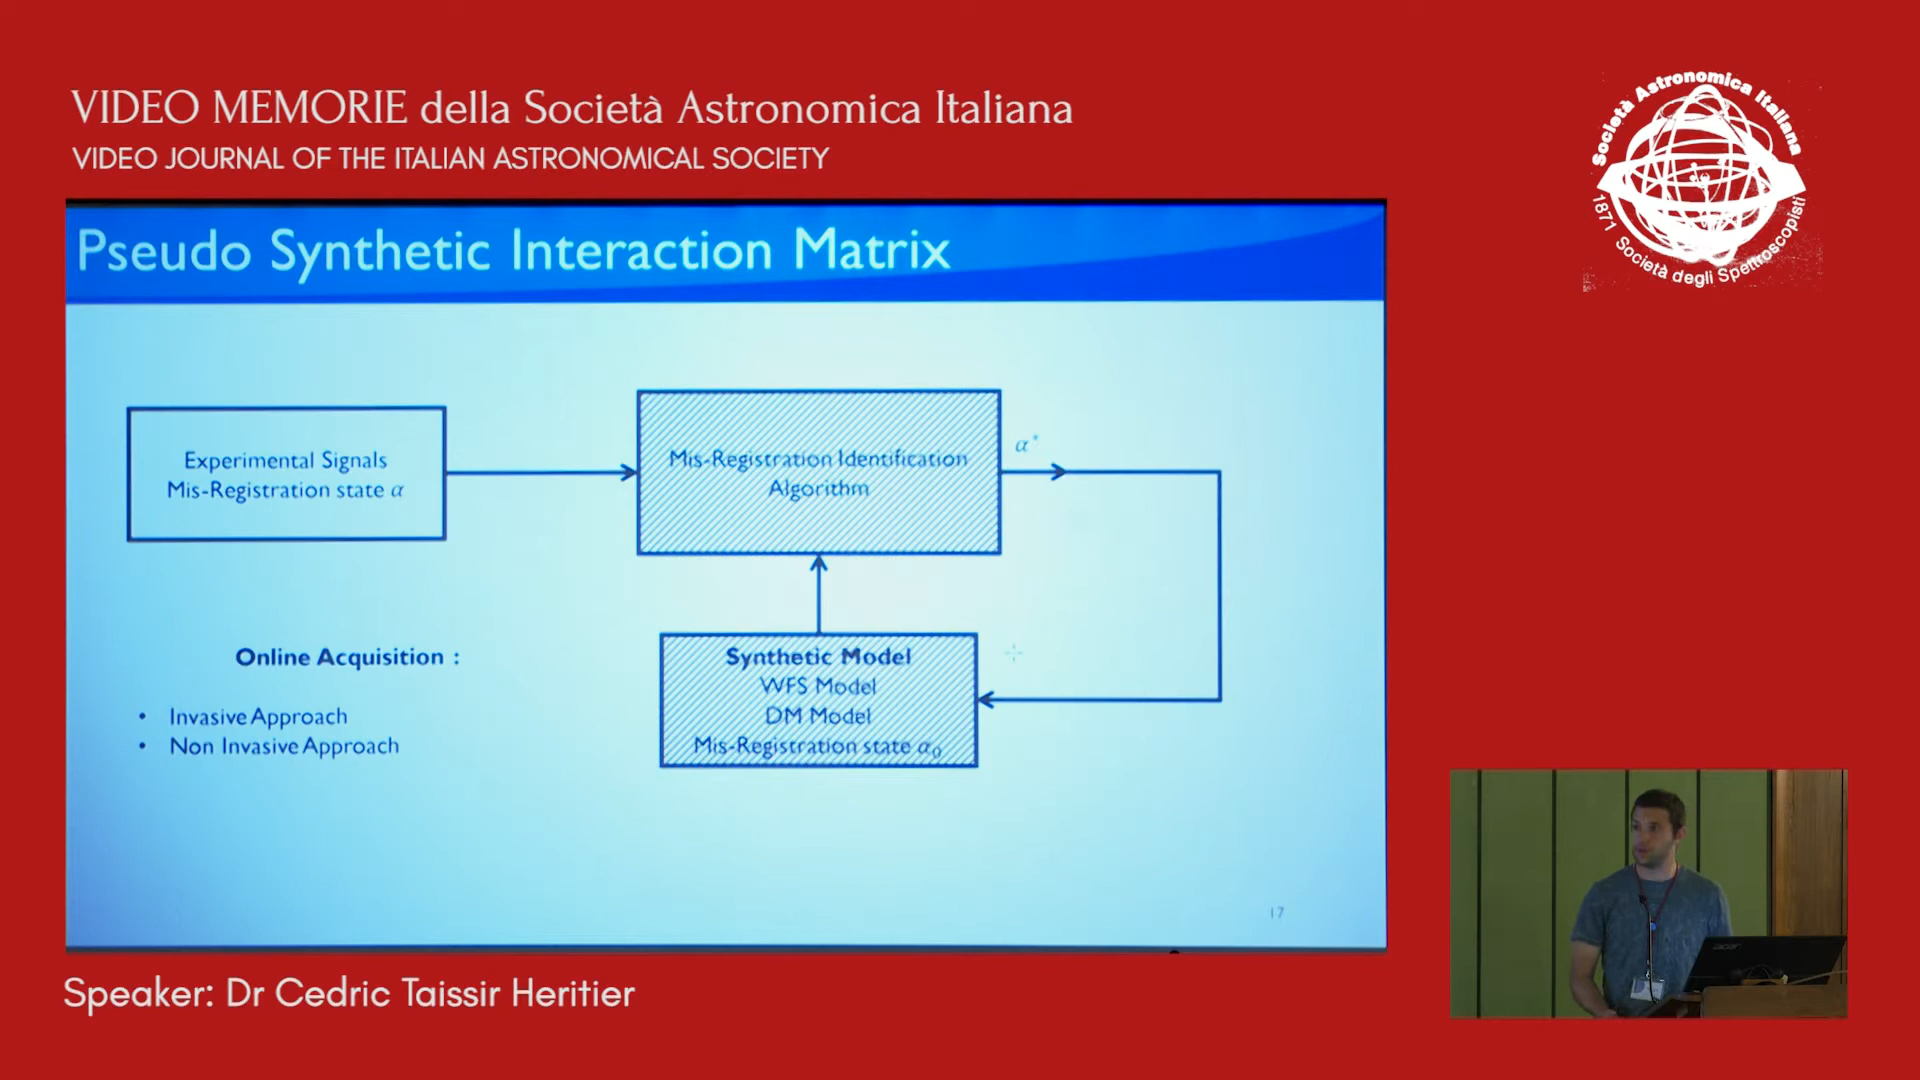 VIDEO MEMORIE della Società Astronomica Italiana
VIDEO JOURNAL OF THE ITALIAN ASTRONOMICAL SOCIETY
Società Astronomica Italiana
1871 Società degli Spettroscopisti
Pseudo Synthetic Interaction Matrix
Experimental Signals
Mis-Registration state α
Mis-Registration Identification
Algorithm
α*
Online Acquisition :
• Invasive Approach
• Non Invasive Approach
Synthetic Model
WFS Model
DM Model
Mis-Registration state α₀
17
acer
Speaker: Dr Cedric Taissir Heritier